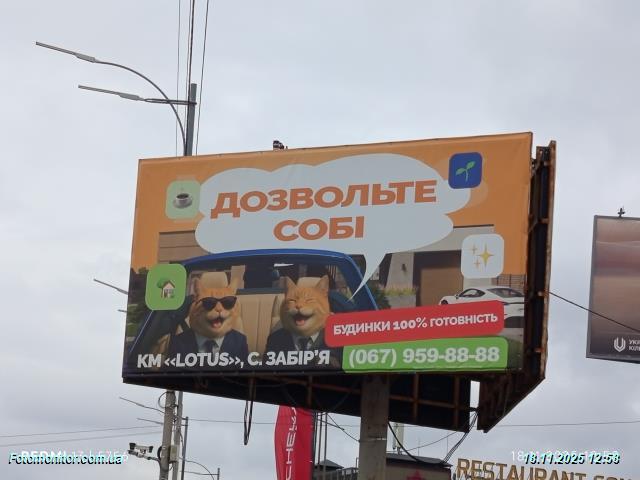 ДОЗВОЛЬТЕ
СОБІ
БУДИНКИ 100% ГОТОВНІСТЬ
КМ «LOTUS», С. ЗАБІР'Я
(067) 959-88-88
RESTAURANT
Fotomonitor.com.ua
18.11.2025 12:58